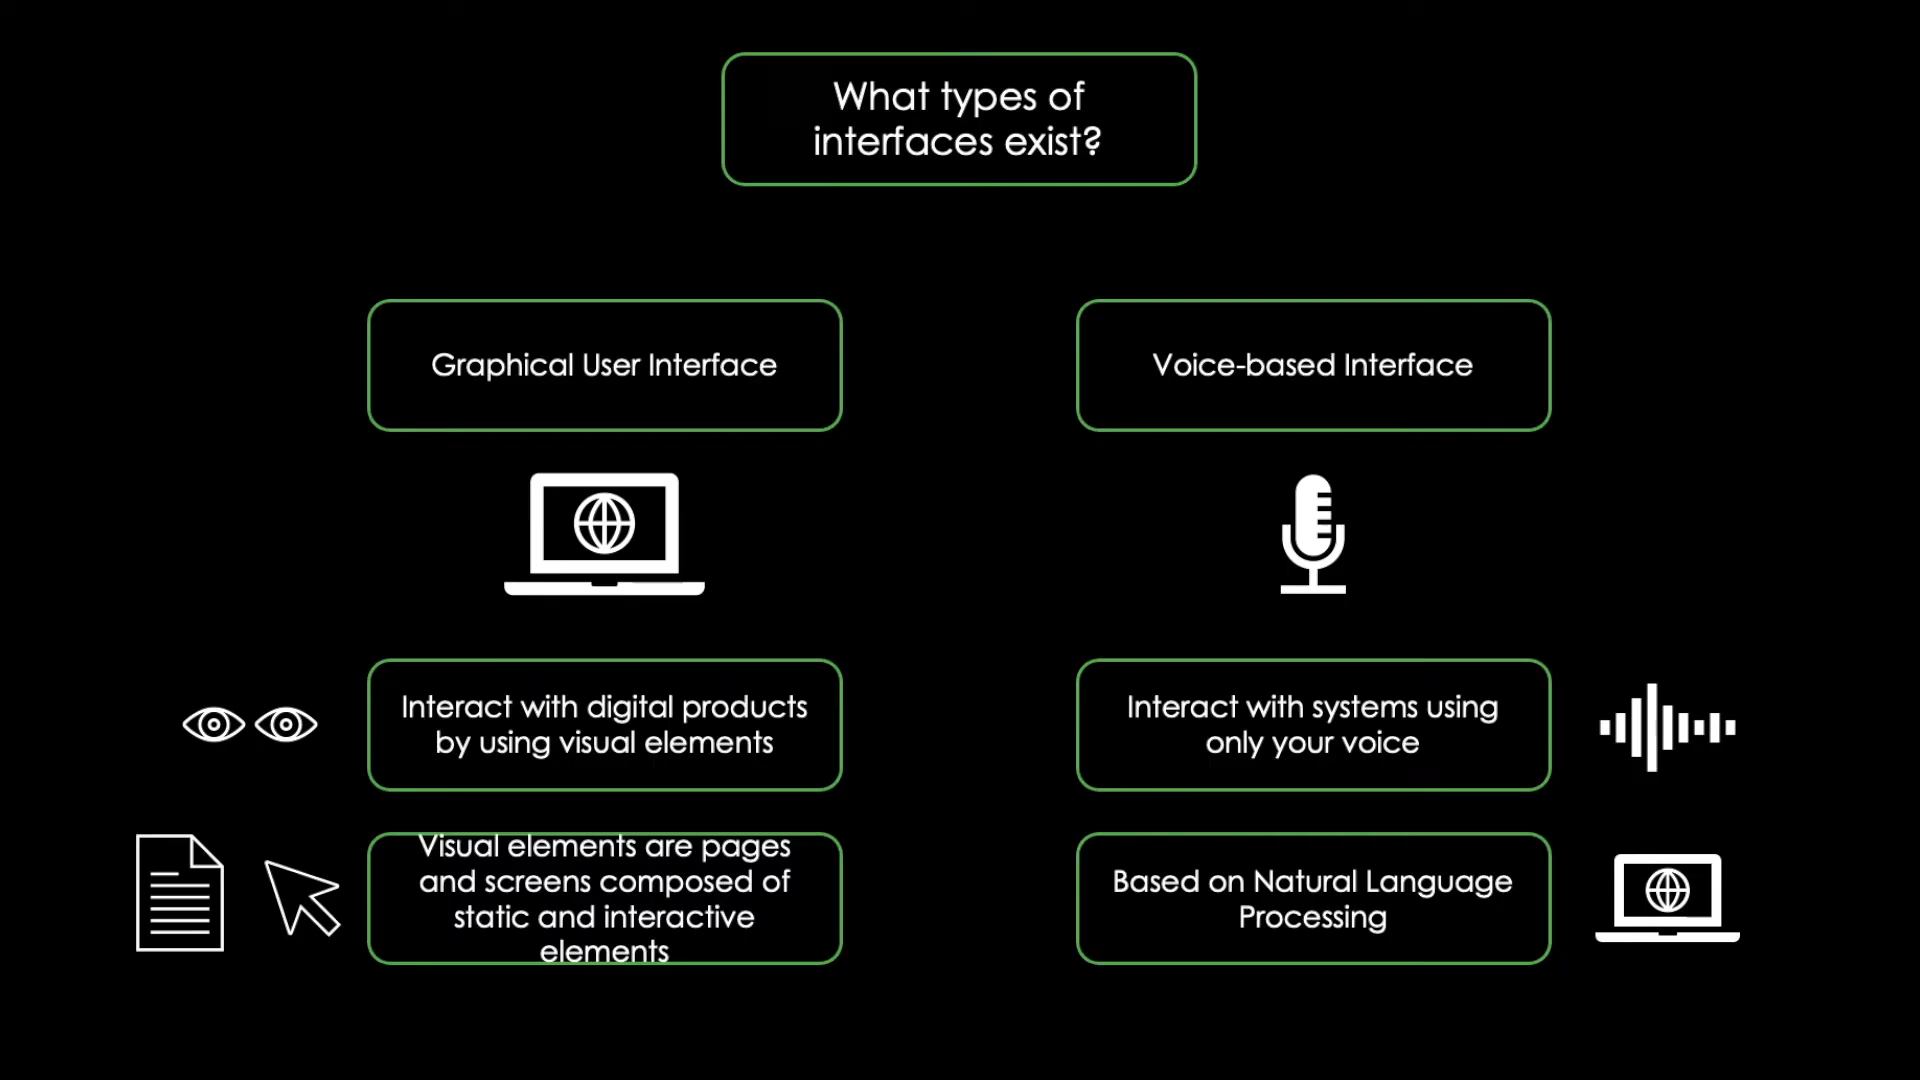 What types of
interfaces exist?
Graphical User Interface
Voice-based Interface
Interact with digital products
by using visual elements
Interact with systems using
only your voice
Visual elements are pages
and screens composed of
static and interactive
elements
Based on Natural Language
Processing